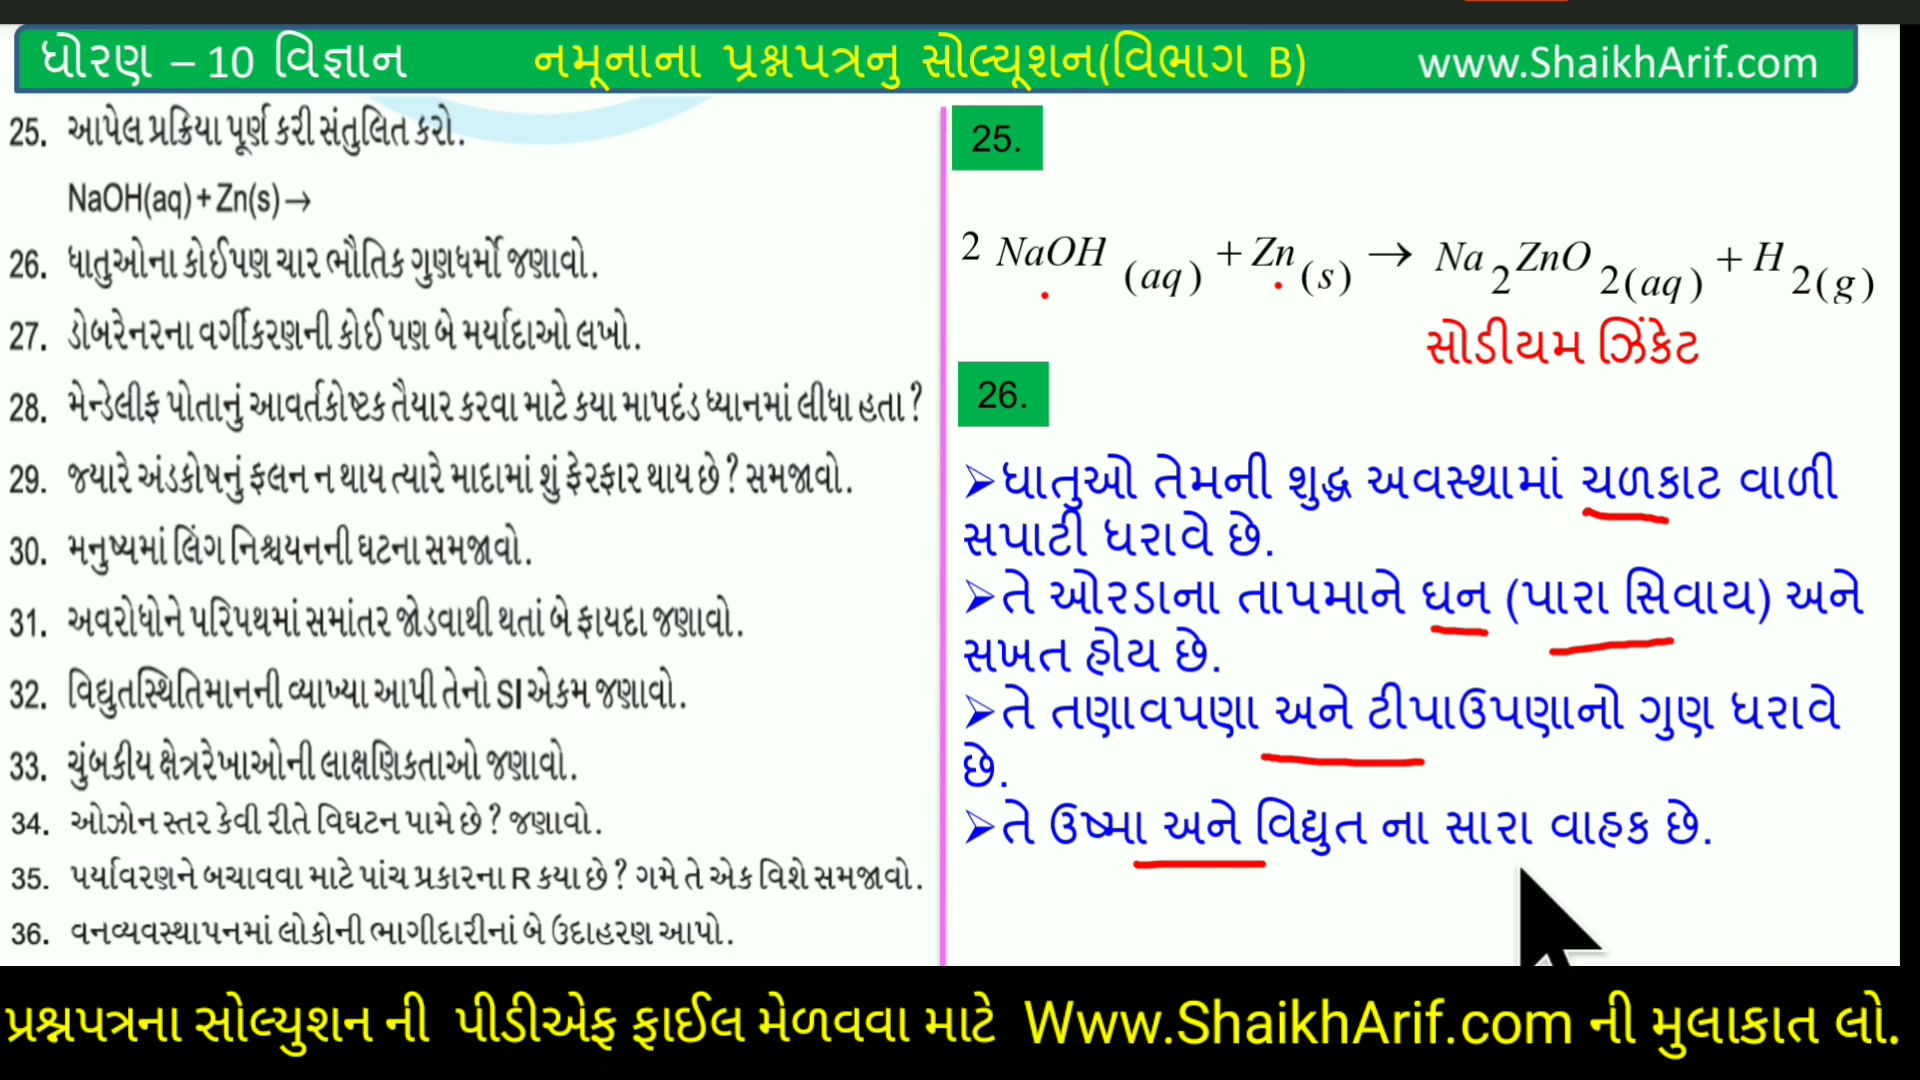 ધોરણ – 10 વિજ્ઞાન નમૂનાના પ્રશ્નપત્રનુ સોલ્યૂશન(વિભાગ B) www.ShaikhArif.com
25. આપેલ પ્રક્રિયા પૂર્ણ કરી સંતુલિત કરો.
NaOH(aq) + Zn(s) →
26. ધાતુઓના કોઈપણ ચાર ભૌતિક ગુણધર્મો જણાવો.
27. ડોબરેનરના વર્ગીકરણની કોઈ પણ બે મર્યાદાઓ લખો.
28. મેન્ડેલીફ પોતાનું આવર્તકોષ્ટક તૈયાર કરવા માટે કયા માપદંડ ધ્યાનમાં લીધા હતા ?
29. જ્યારે અંડકોષનું ફલન ન થાય ત્યારે માદામાં શું ફેરફાર થાય છે ? સમજાવો.
30. મનુષ્યમાં લિંગ નિશ્ચયનની ઘટના સમજાવો.
31. અવરોધોને પરિપથમાં સમાંતર જોડવાથી થતાં બે ફાયદા જણાવો.
32. વિદ્યુતસ્થિતિમાનની વ્યાખ્યા આપી તેનો SI એકમ જણાવો.
33. ચુંબકીય ક્ષેત્રરેખાઓની લાક્ષણિકતાઓ જણાવો.
34. ઓઝોન સ્તર કેવી રીતે વિઘટન પામે છે ? જણાવો.
35. પર્યાવરણને બચાવવા માટે પાંચ પ્રકારના R કયા છે ? ગમે તે એક વિશે સમજાવો.
36. વનવ્યવસ્થાપનમાં લોકોની ભાગીદારીનાં બે ઉદાહરણ આપો.
25.
2 NaOH (aq) + Zn (s) → Na₂ZnO₂(aq) + H₂(g)
સોડીયમ ઝિંકેટ
26.
➢ધાતુઓ તેમની શુદ્ધ અવસ્થામાં ચળકાટ વાળી
સપાટી ધરાવે છે.
➢તે ઓરડાના તાપમાને ઘન (પારા સિવાય) અને
સખત હોય છે.
➢તે તણાવપણા અને ટીપાઉપણાનો ગુણ ધરાવે
છે.
➢તે ઉષ્મા અને વિદ્યુત ના સારા વાહક છે.
પ્રશ્નપત્રના સોલ્યુશન ની પીડીએફ ફાઈલ મેળવવા માટે Www.ShaikhArif.com ની મુલાકાત લો.